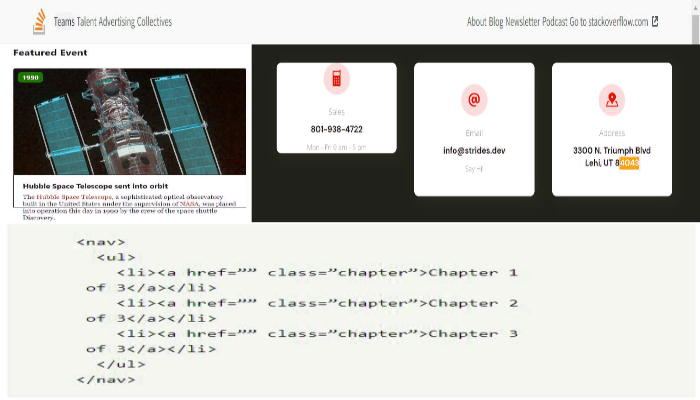 Teams Talent Advertising Collectives
About Blog Newsletter Podcast Go to stackoverflow.com
Featured Event
1990
Hubble Space Telescope sent into orbit
The Hubble Space Telescope, a sophisticated optical observatory
built in the United States under the supervision of NASA, was placed
into operation this day in 1990 by the crew of the space shuttle
Discovery.
Sales
801-938-4722
Mon - Fri 9 am - 5 pm
@
Email
info@strides.dev
Say Hi!
Address
3300 N. Triumph Blvd
Lehi, UT 84043
<nav>
<ul>
<li><a href=”” class=”chapter”>Chapter 1
of 3</a></li>
<li><a href=”” class=”chapter”>Chapter 2
of 3</a></li>
<li><a href=”” class=”chapter”>Chapter 3
of 3</a></li>
</ul>
</nav>